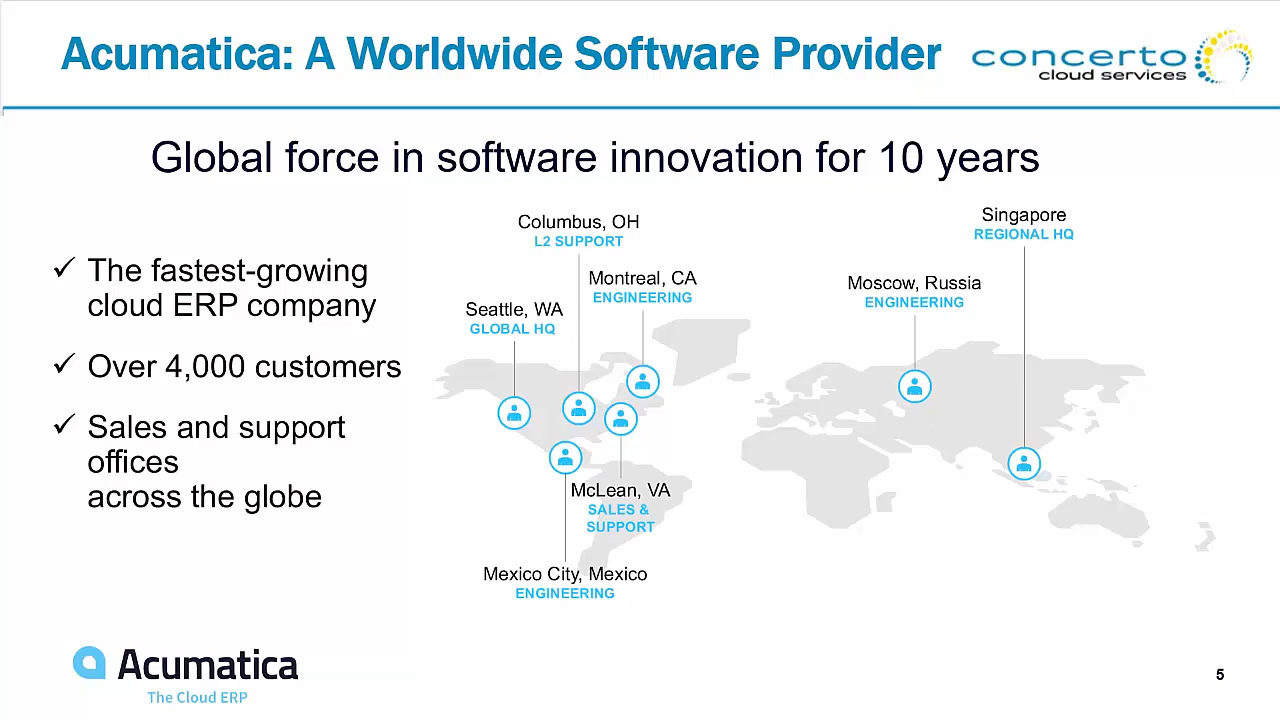 Acumatica: A Worldwide Software Provider
concerto
cloud services
Global force in software innovation for 10 years
✓ The fastest-growing
cloud ERP company
✓ Over 4,000 customers
✓ Sales and support
offices
across the globe
Columbus, OH
L2 SUPPORT
Montreal, CA
ENGINEERING
Seattle, WA
GLOBAL HQ
Singapore
REGIONAL HQ
Moscow, Russia
ENGINEERING
McLean, VA
SALES &
SUPPORT
Mexico City, Mexico
ENGINEERING
Acumatica
The Cloud ERP
5